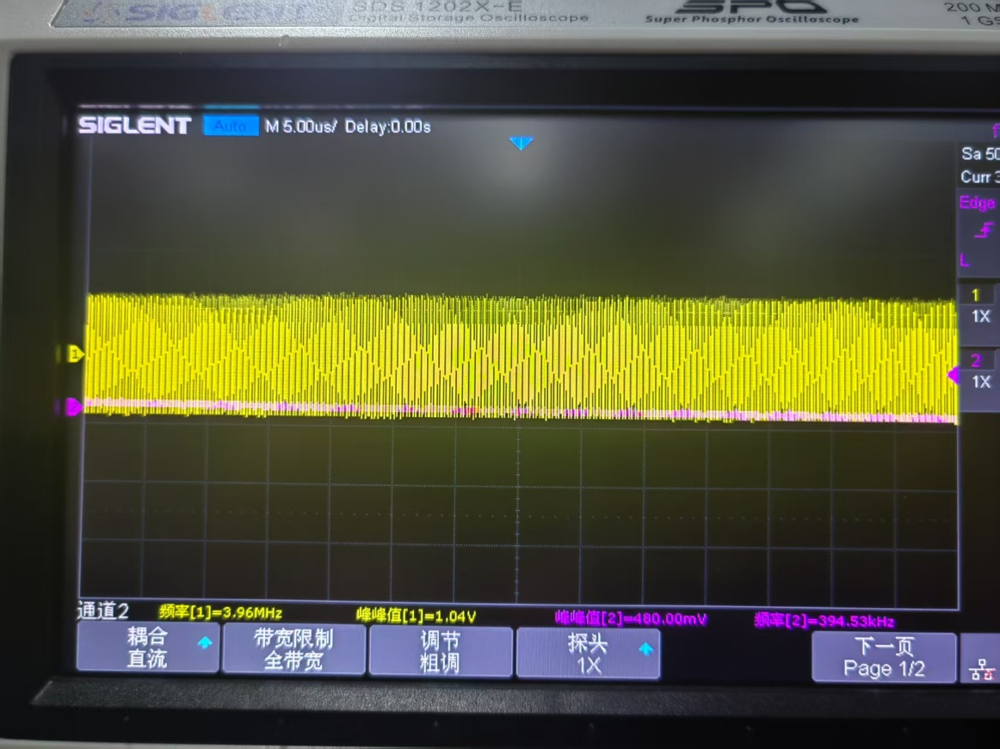 SIGLENT SDS 1202X-E SPO 200 M
Digital Storage Oscilloscope Super Phosphor Oscilloscope 1 GS
SIGLENT Auto M 5.00us/ Delay:0.00s f
Sa 50
Curr 3
Edge
L
1
1X
1
2
1X
通道2 频率[1]=3.96MHz 峰峰值[1]=1.04V 峰峰值[2]=480.00mV 频率[2]=394.53kHz
耦合 带宽限制 调节 探头 下一页
直流 全带宽 粗调 1X Page 1/2